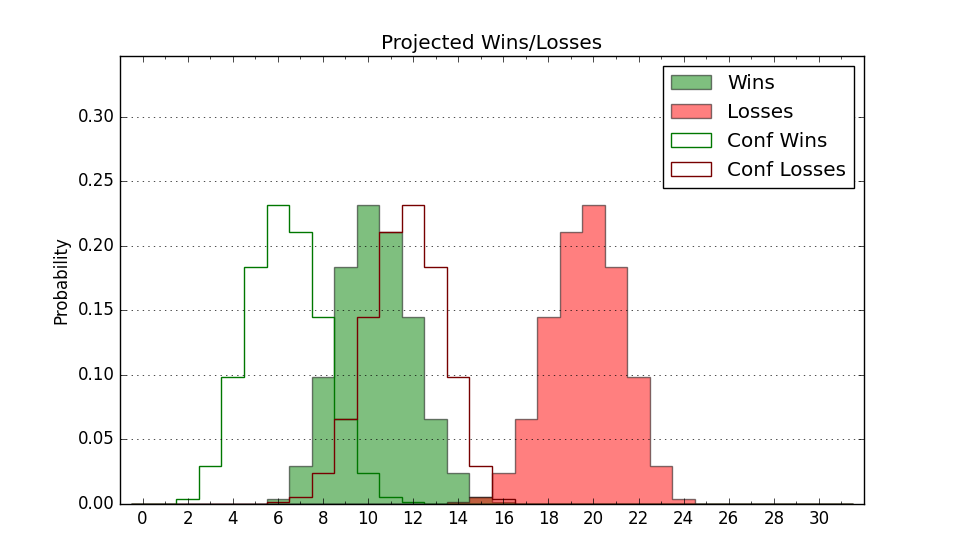 Projected Wins/Losses
Wins
Losses
Conf Wins
Conf Losses
Probability
0.30
0.25
0.20
0.15
0.10
0.05
0.00
0 2 4 6 8 10 12 14 16 18 20 22 24 26 28 30